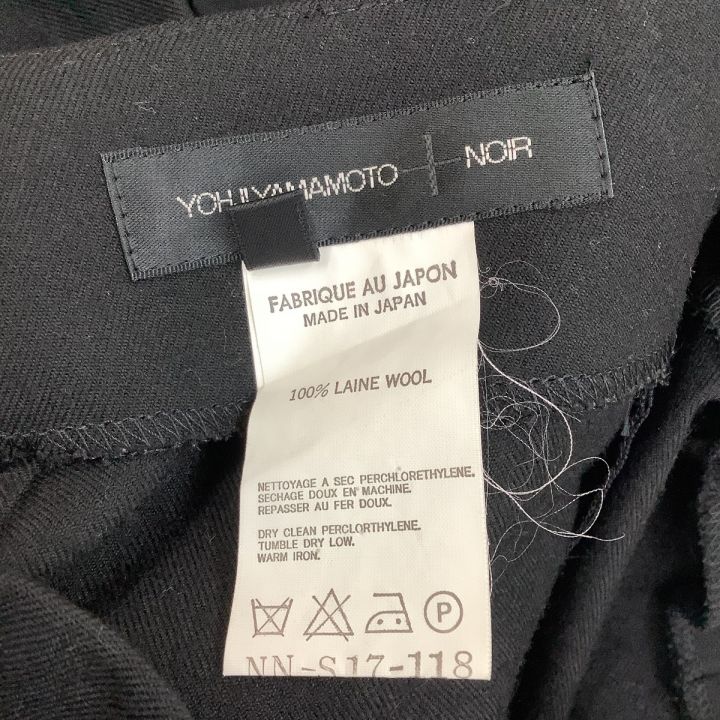 YOHJI YAMAMOTO NOIR
FABRIQUE AU JAPON
MADE IN JAPAN
100% LAINE WOOL
NETTOYAGE A SEC PERCHLORETHYLENE.
SECHAGE DOUX EN MACHINE.
REPASSER AU FER DOUX.
DRY CLEAN PERCLORTHYLENE.
TUMBLE DRY LOW.
WARM IRON.
P
NN-S17-118